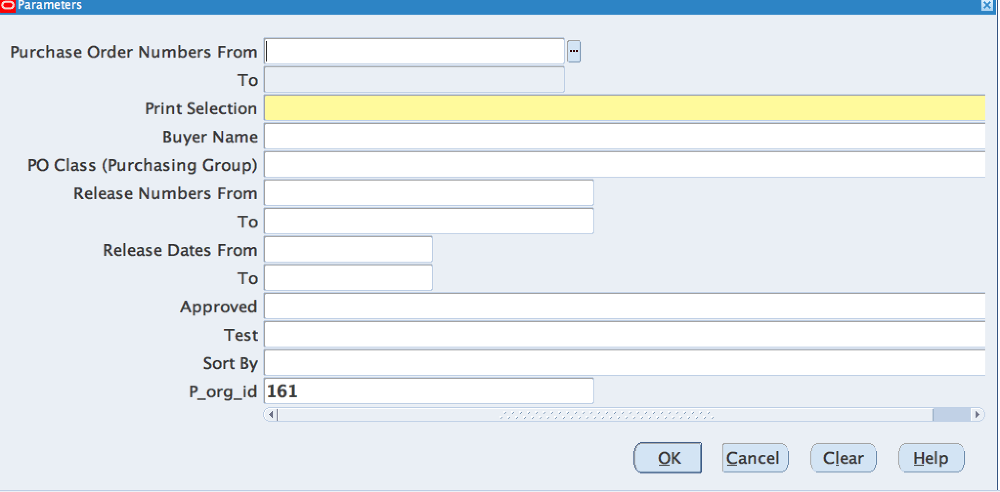 Parameters
Purchase Order Numbers From
To
Print Selection
Buyer Name
PO Class (Purchasing Group)
Release Numbers From
To
Release Dates From
To
Approved
Test
Sort By
P_org_id 161
OK Cancel Clear Help